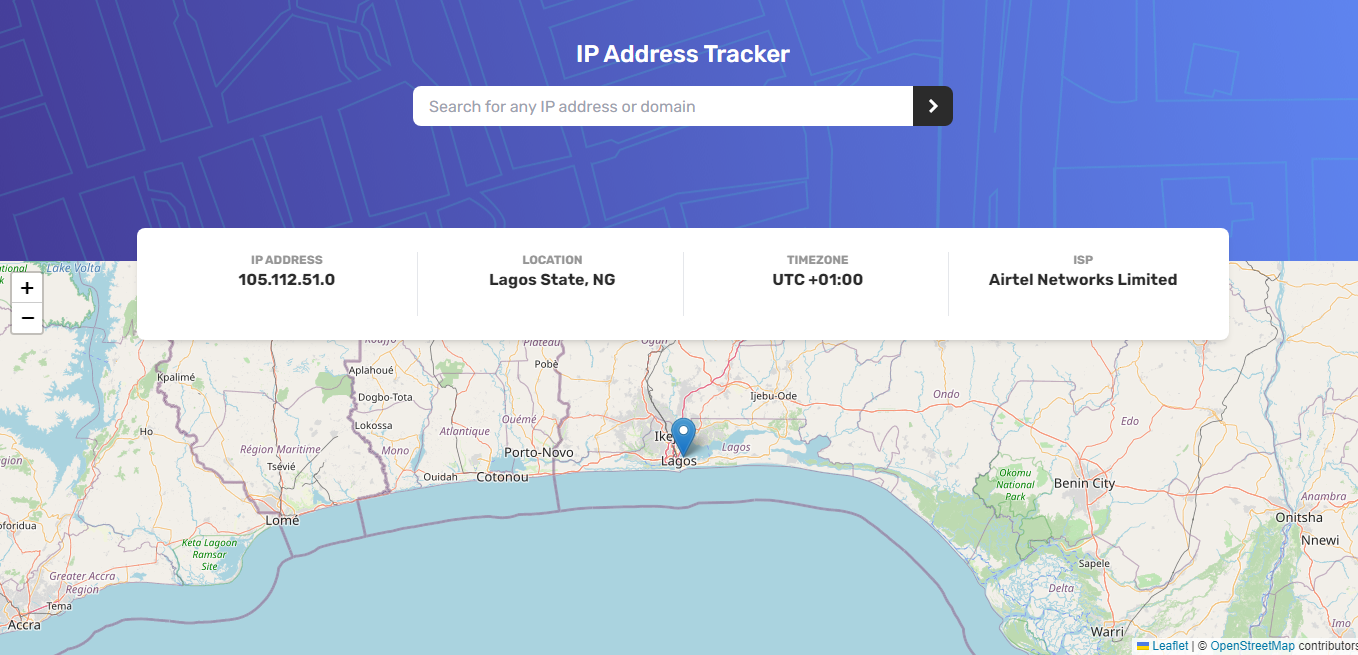 IP Address Tracker
Search for any IP address or domain
IP ADDRESS
105.112.51.0
LOCATION
Lagos State, NG
TIMEZONE
UTC +01:00
ISP
Airtel Networks Limited
+
−
Lake Volta
Plateau
Kpalimé
Aplahoué
Pobè
Dogbo-Tota
Ijebu-Ode
Ondo
Ho
Lokossa
Atlantique
Ouémé
Edo
Région Maritime
Mono
Porto-Novo
Lagos
Tsévié
Ouidah
Cotonou
Lagos
Okomu
National
Park
Benin City
Anambra
Lomé
Onitsha
Nnewi
Keta Lagoon
Ramsar
Site
Sapele
Greater Accra
Region
Delta
Tema
Accra
Warri
Imo
Leaflet | © OpenStreetMap contributors